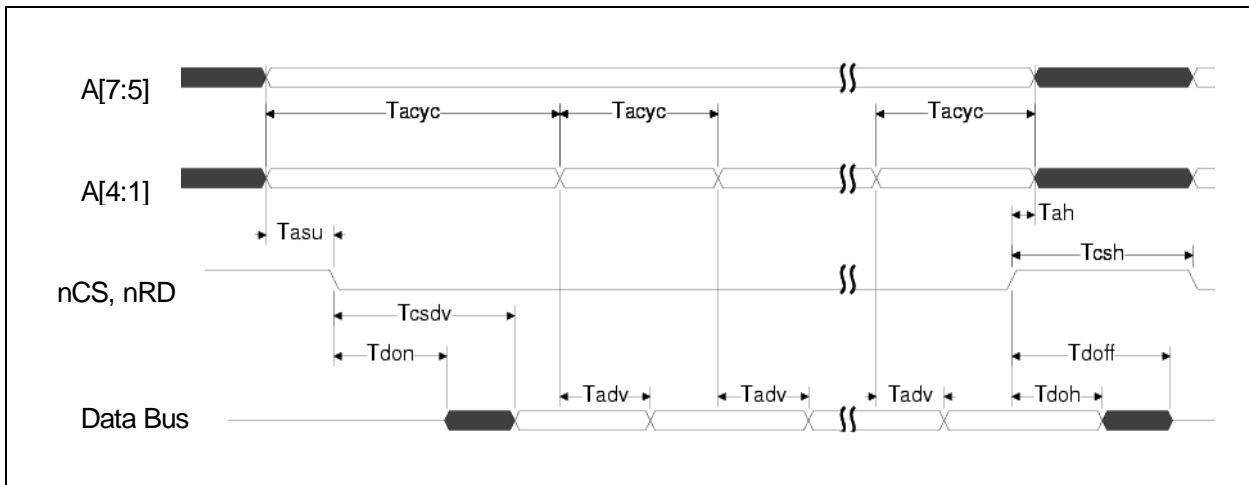 A[7:5]
Tacyc Tacyc Tacyc
A[4:1]
Tah
Tasu
Tcsh
nCS, nRD
Tcsdv
Tdon Tdoff
Tadv Tadv Tadv Tdoh
Data Bus